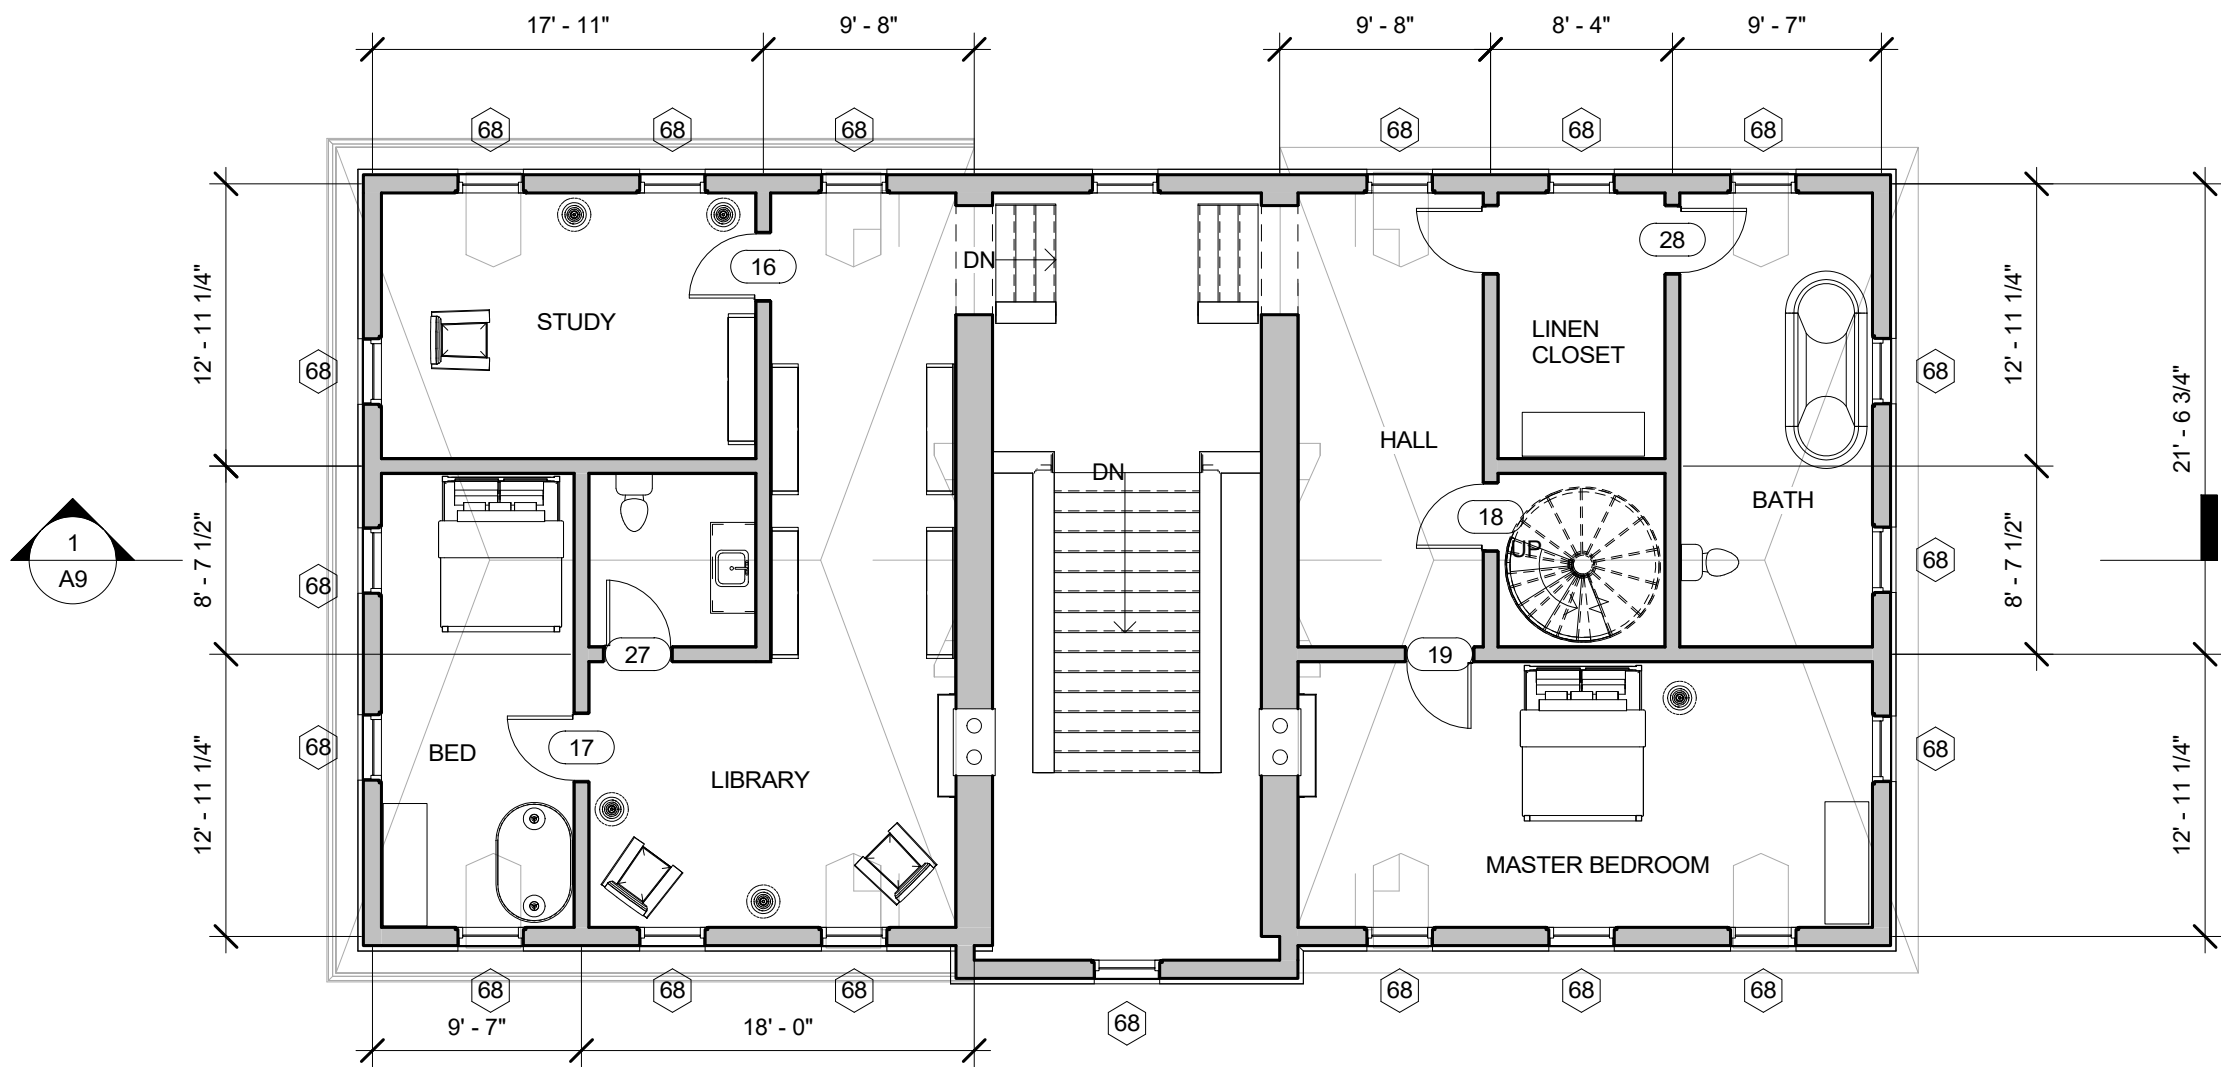 17' - 11"
9' - 8"
9' - 8"
8' - 4"
9' - 7"
68
68
68
68
68
68
16
DN
28
12' - 11 1/4"
STUDY
LINEN
CLOSET
12' - 11 1/4"
68
68
21' - 6 3/4"
HALL
DN
BATH
18
1
A9
8' - 7 1/2"
68
UP
68
8' - 7 1/2"
27
19
68
BED
17
LIBRARY
68
12' - 11 1/4"
12' - 11 1/4"
MASTER BEDROOM
68
68
68
68
68
68
68
9' - 7"
18' - 0"